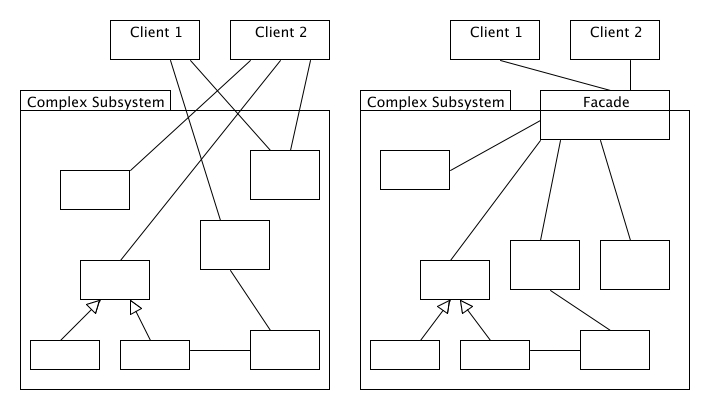 Client 1
Client 2
Complex Subsystem
Client 1
Client 2
Complex Subsystem
Facade